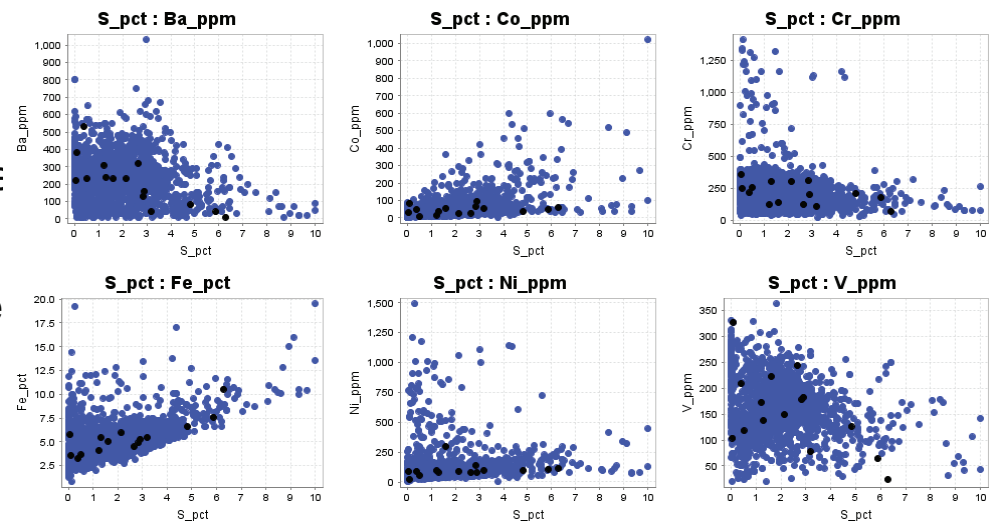 S_pct : Ba_ppm
1,000
900
800
700
600
500
400
300
200
100
0
Ba_ppm
0 1 2 3 4 5 6 7 8 9 10
S_pct
S_pct : Co_ppm
1,000
900
800
700
600
500
400
300
200
100
0
Co_ppm
0 1 2 3 4 5 6 7 8 9 10
S_pct
S_pct : Cr_ppm
1,250
1,000
750
500
250
0
Cr_ppm
0 1 2 3 4 5 6 7 8 9 10
S_pct
S_pct : Fe_pct
20.0
17.5
15.0
12.5
10.0
7.5
5.0
2.5
Fe_pct
0 1 2 3 4 5 6 7 8 9 10
S_pct
S_pct : Ni_ppm
1,500
1,250
1,000
750
500
250
0
Ni_ppm
0 1 2 3 4 5 6 7 8 9 10
S_pct
S_pct : V_ppm
350
300
250
200
150
100
50
V_ppm
0 1 2 3 4 5 6 7 8 9 10
S_pct